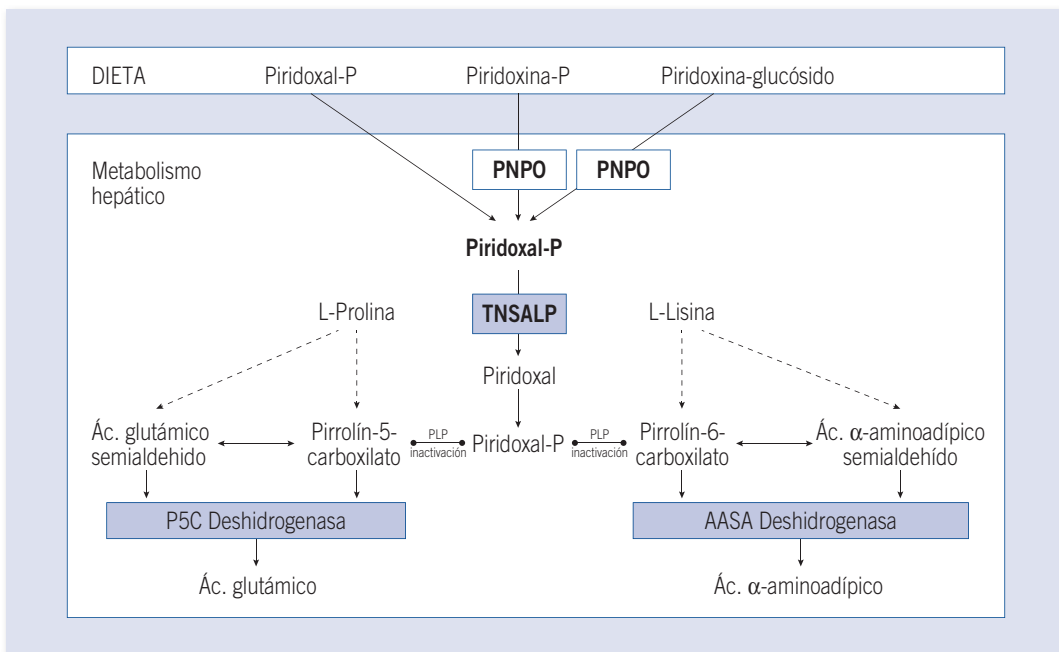 DIETA
Piridoxal-P
Piridoxina-P
Piridoxina-glucósido
Metabolismo
hepático
PNPO
PNPO
Piridoxal-P
TNSALP
L-Prolina
L-Lisina
Piridoxal
Ác. glutámico
semialdehido
Pirrolín-5-
carboxilato
PLP
inactivación
Piridoxal-P
PLP
inactivación
Pirrolín-6-
carboxilato
Ác. α-aminoadípico
semialdehído
P5C Deshidrogenasa
AASA Deshidrogenasa
Ác. glutámico
Ác. α-aminoadípico